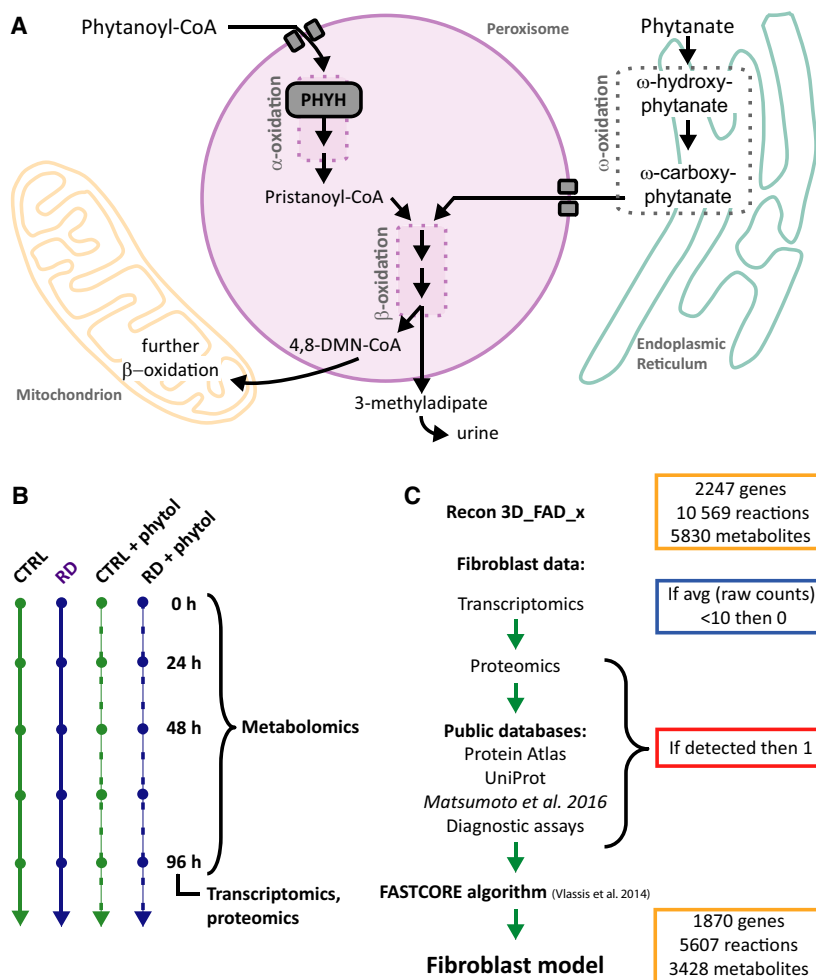 A
Phytanoyl-CoA
Peroxisome
Phytanate
PHYH
α-oxidation
ω-oxidation
ω-hydroxy-
phytanate
ω-carboxy-
phytanate
Pristanoyl-CoA
β-oxidation
4,8-DMN-CoA
further
β–oxidation
Mitochondrion
Endoplasmic
Reticulum
3-methyladipate
urine
B
CTRL
RD
CTRL + phytol
RD + phytol
0 h
24 h
48 h
Metabolomics
96 h
Transcriptomics,
proteomics
C
Recon 3D_FAD_x
2247 genes
10 569 reactions
5830 metabolites
Fibroblast data:
Transcriptomics
If avg (raw counts)
<10 then 0
Proteomics
Public databases:
Protein Atlas
UniProt
Matsumoto et al. 2016
Diagnostic assays
If detected then 1
FASTCORE algorithm (Vlassis et al. 2014)
Fibroblast model
1870 genes
5607 reactions
3428 metabolites